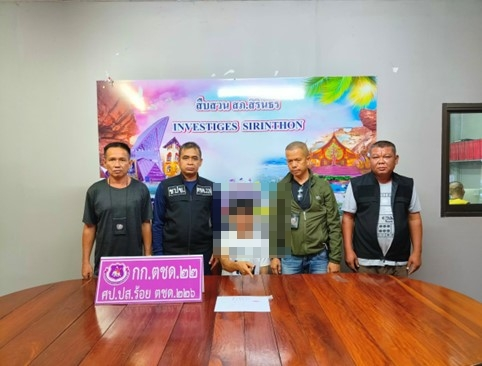 สืบสวน สภ.สิรินธร
INVESTIGES SIRINTHON
กก.ตชด.๒๒
ศป.ปส.ร้อย ตชด.๒๒๖